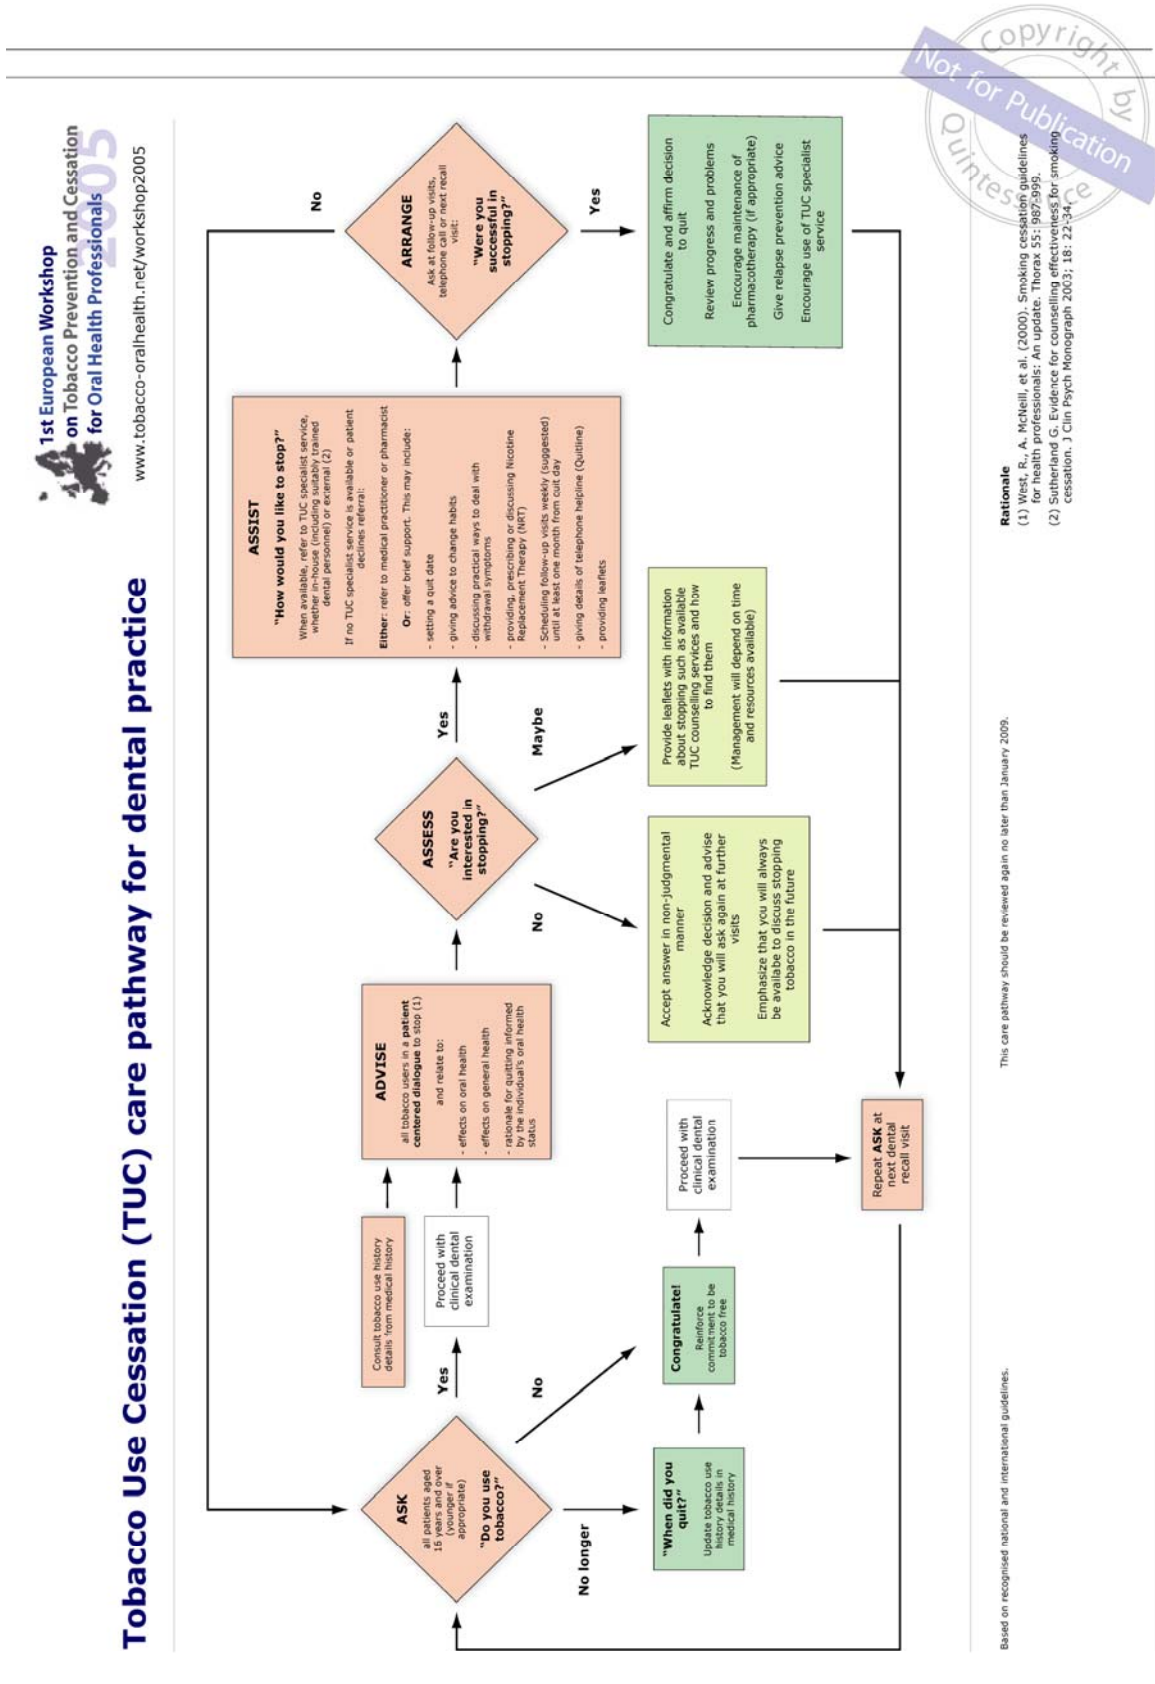 Tobacco Use Cessation (TUC) care pathway for dental practice
1st European Workshop
on Tobacco Prevention and Cessation
for Oral Health Professionals
2005
www.tobacco-oralhealth.net/workshop2005
ASK
all patients aged
16 years and over
(younger if
appropriate)
"Do you use
tobacco?"
Yes
No
No longer
Consult tobacco use history
details from medical history
Proceed with
clinical dental
examination
"When did you
quit?"
Update tobacco use
history details in
medical history
Congratulate!
Reinforce
commitment to be
tobacco free
Proceed with
clinical dental
examination
Repeat ASK at
next dental
recall visit
ADVISE
all tobacco users in a patient
centered dialogue to stop (1)
and relate to:
- effects on oral health
- effects on general health
- rationale for quitting informed
by the individual's oral health
status
ASSESS
"Are you
interested in
stopping?"
Yes
No
Maybe
Accept answer in non-judgmental
manner
Acknowledge decision and advise
that you will ask again at further
visits
Emphasize that you will always
be availabe to discuss stopping
tobacco in the future
Provide leaflets with information
about stopping such as available
TUC counselling services and how
to find them
(Management will depend on time
and resources available)
ASSIST
"How would you like to stop?"
When available, refer to TUC specialist service,
whether in-house (including suitably trained
dental personnel) or external (2)
If no TUC specialist service is available or patient
declines referral:
Either: refer to medical practitioner or pharmacist
Or: offer brief support. This may include:
- setting a quit date
- giving advice to change habits
- discussing practical ways to deal with
withdrawal symptoms
- providing, prescribing or discussing Nicotine
Replacement Therapy (NRT)
- Scheduling follow-up visits weekly (suggested)
until at least one month from cuit day
- giving details of telephone helpline (Quitline)
- providing leaflets
ARRANGE
Ask at follow-up visits,
telephone call or next recall
visit:
"Were you
successful in
stopping?"
No
Yes
Congratulate and affirm decision
to quit
Review progress and problems
Encourage maintenance of
pharmacotherapy (if appropriate)
Give relapse prevention advice
Encourage use of TUC specialist
service
Based on recognised national and international guidelines.
This care pathway should be reviewed again no later than January 2009.
Rationale
(1) West, R., A. McNeill, et al. (2000). Smoking cessation guidelines
for health professionals: An update. Thorax 55: 987-999.
(2) Sutherland G. Evidence for counselling effectiveness for smoking
cessation. J Clin Psych Monograph 2003; 18: 22-34.
Copyright by
Not for Publication
Quintessence